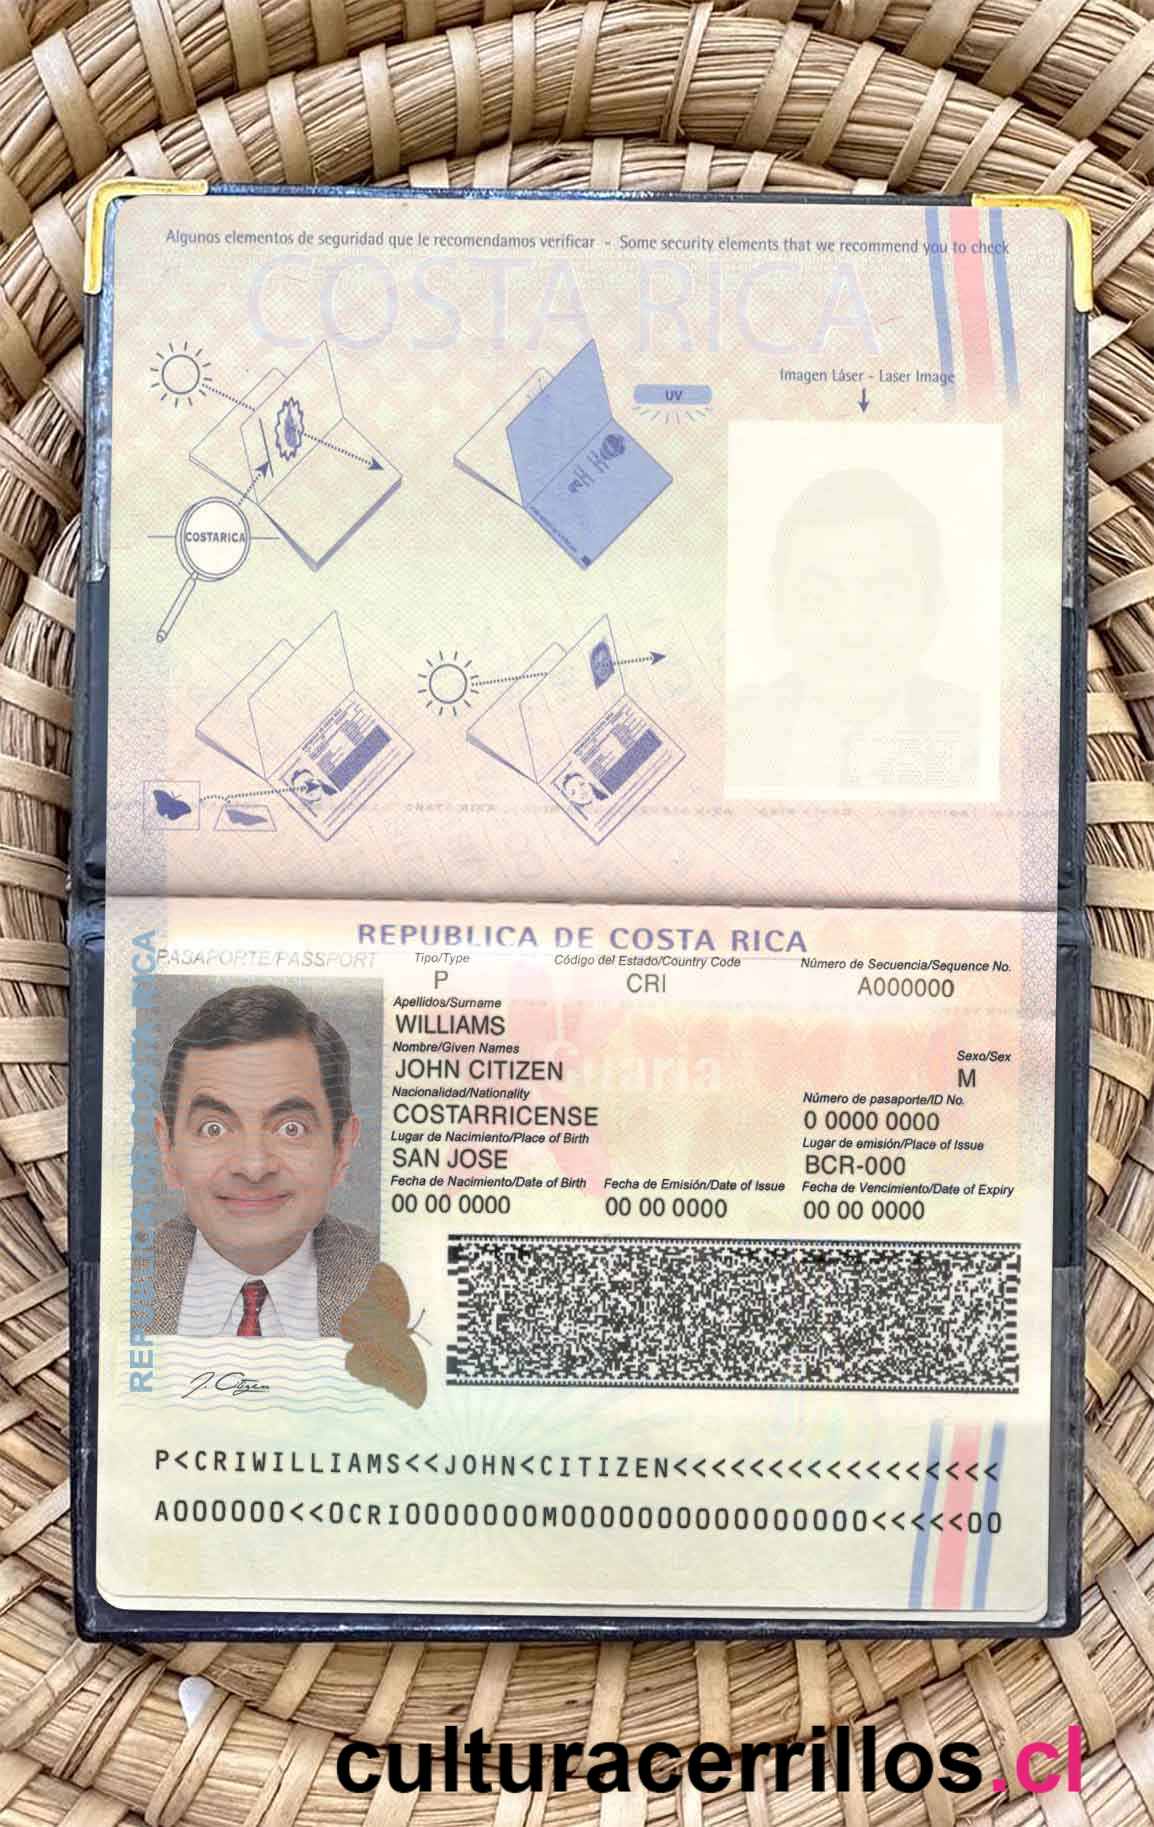 Algunos elementos de seguridad que le recomendamos verificar - Some security elements that we recommend you to check
COSTA RICA
Imagen Láser - Laser Image
UV
COSTARICA
REPUBLICA DE COSTA RICA
REPUBLICA DE COSTA RICA
PASAPORTE/PASSPORT
Tipo/Type
Código del Estado/Country Code
Número de Secuencia/Sequence No.
P
CRI
A000000
Apellidos/Surname
WILLIAMS
Nombre/Given Names
JOHN CITIZEN
Sexo/Sex
M
Nacionalidad/Nationality
COSTARRICENSE
Número de pasaporte/ID No.
0 0000 0000
Lugar de Nacimiento/Place of Birth
SAN JOSE
Lugar de emisión/Place of Issue
BCR-000
Fecha de Nacimiento/Date of Birth
Fecha de Emisión/Date of Issue
Fecha de Vencimiento/Date of Expiry
00 00 0000
00 00 0000
00 00 0000
Guaria
J. Citizen
P<CRIWILLIAMS<<JOHN<CITIZEN<<<<<<<<<<<<<<<<<
A000000<<0CRI0000000M0000000000000000<<<<<00
culturacerrillos.cl